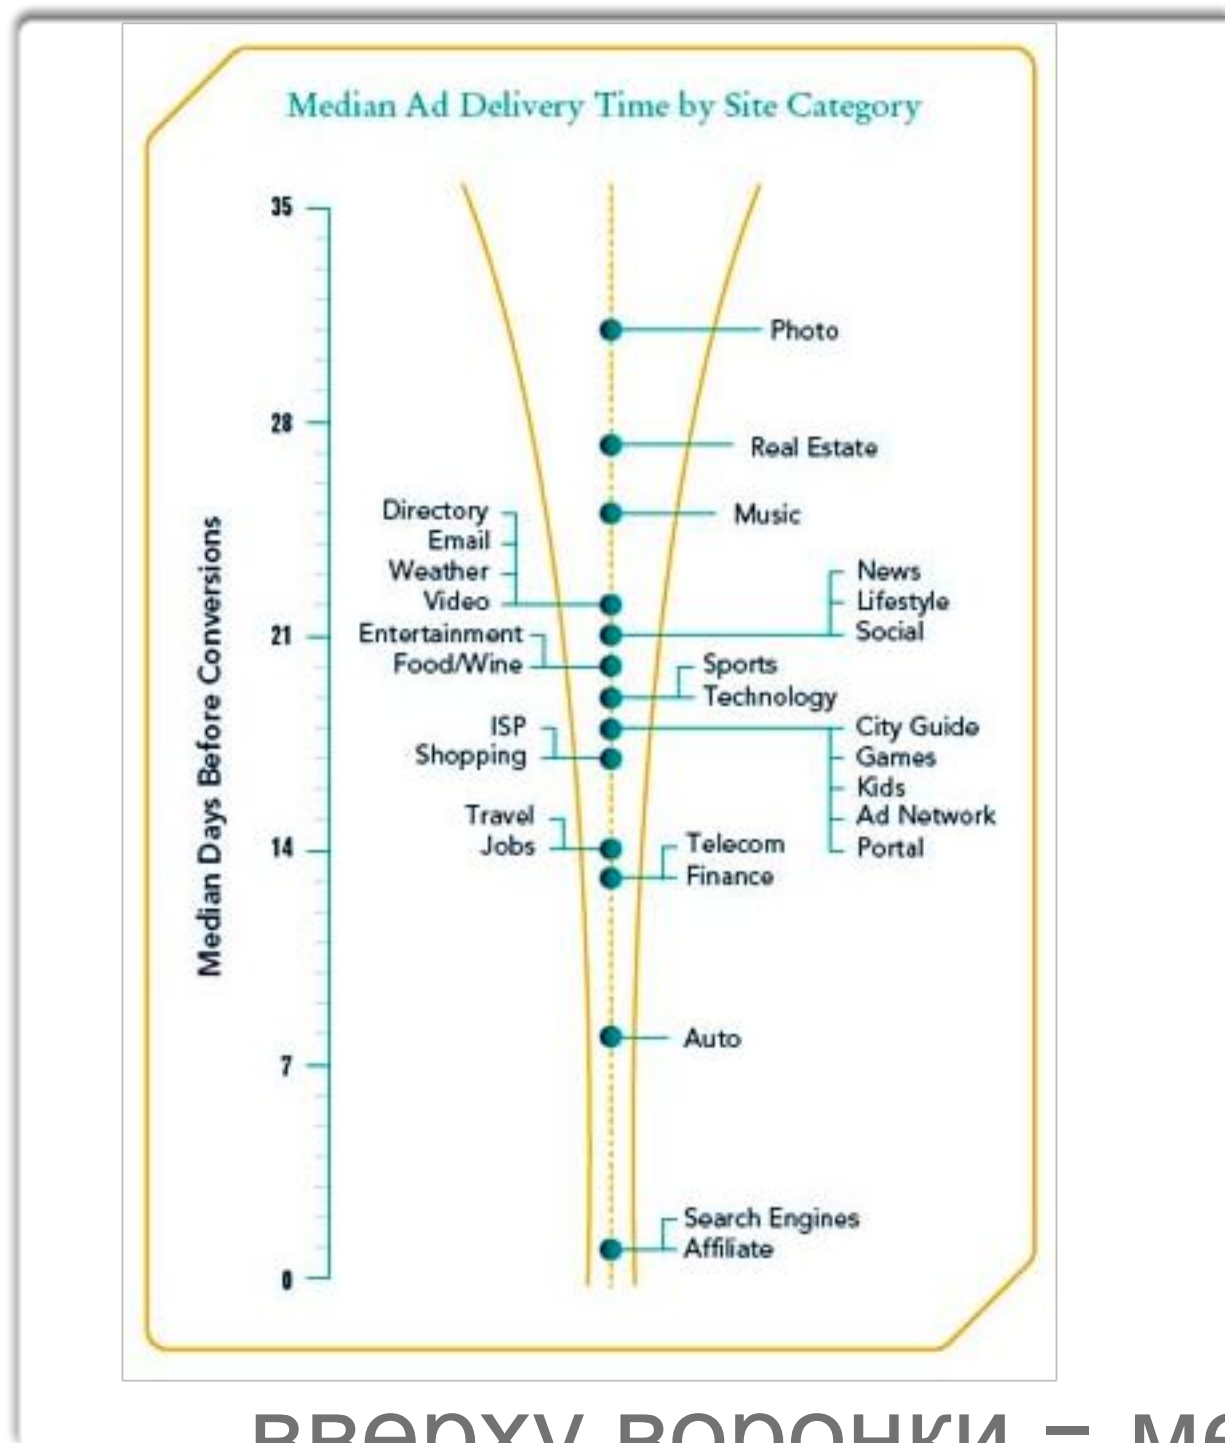 Median Ad Delivery Time by Site Category
35
Photo
28
Real Estate
Directory
Music
Email
Weather
News
Video
Lifestyle
21
Entertainment
Social
Food/Wine
Sports
Technology
ISP
City Guide
Shopping
Games
Kids
Travel
Ad Network
14
Jobs
Telecom
Portal
Finance
Median Days Before Conversions
Auto
7
Search Engines
Affiliate
0
вверху воронки –